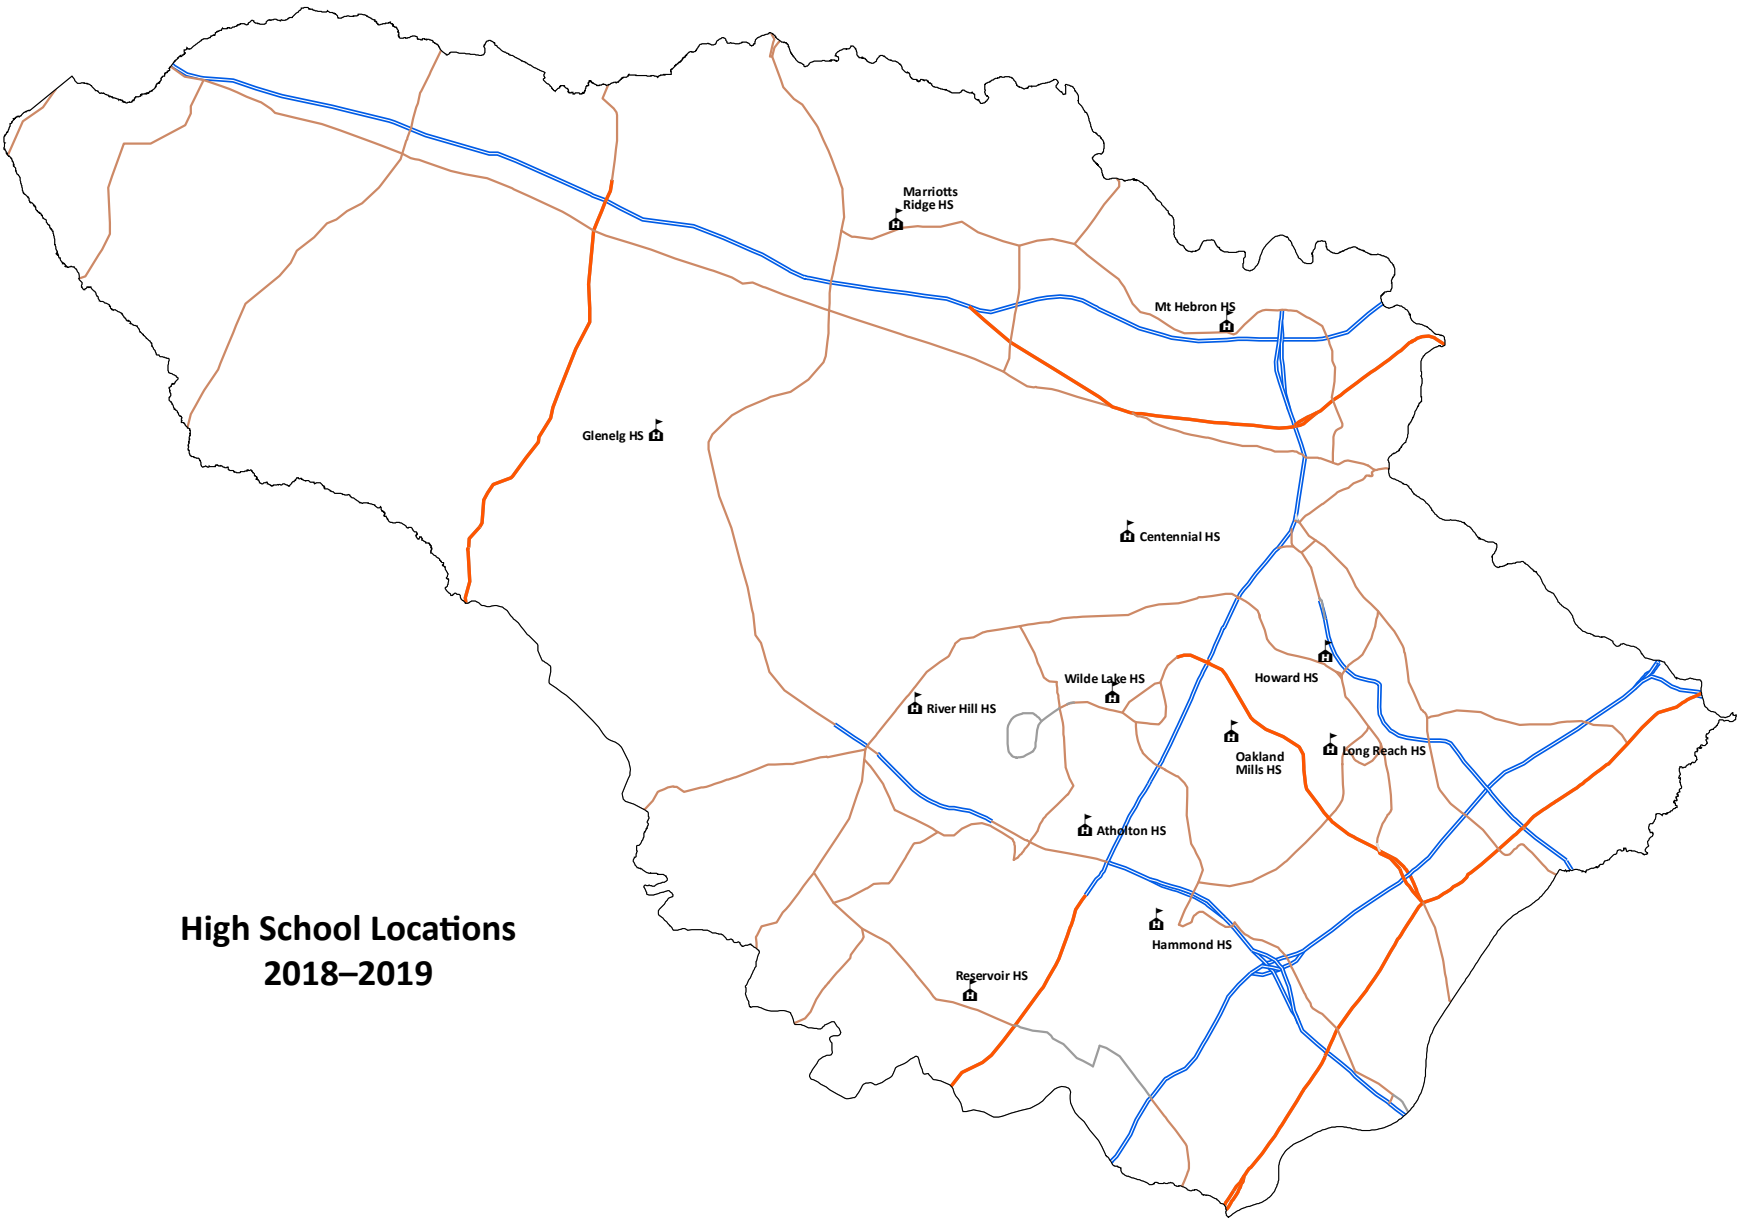 Marriotts
Ridge HS
Mt Hebron HS
Glenelg HS
Centennial HS
Wilde Lake HS
Howard HS
River Hill HS
Oakland
Mills HS
Long Reach HS
Atholton HS
Hammond HS
Reservoir HS
High School Locations
2018–2019
H
H
H
H
H
H
H
H
H
H
H
H